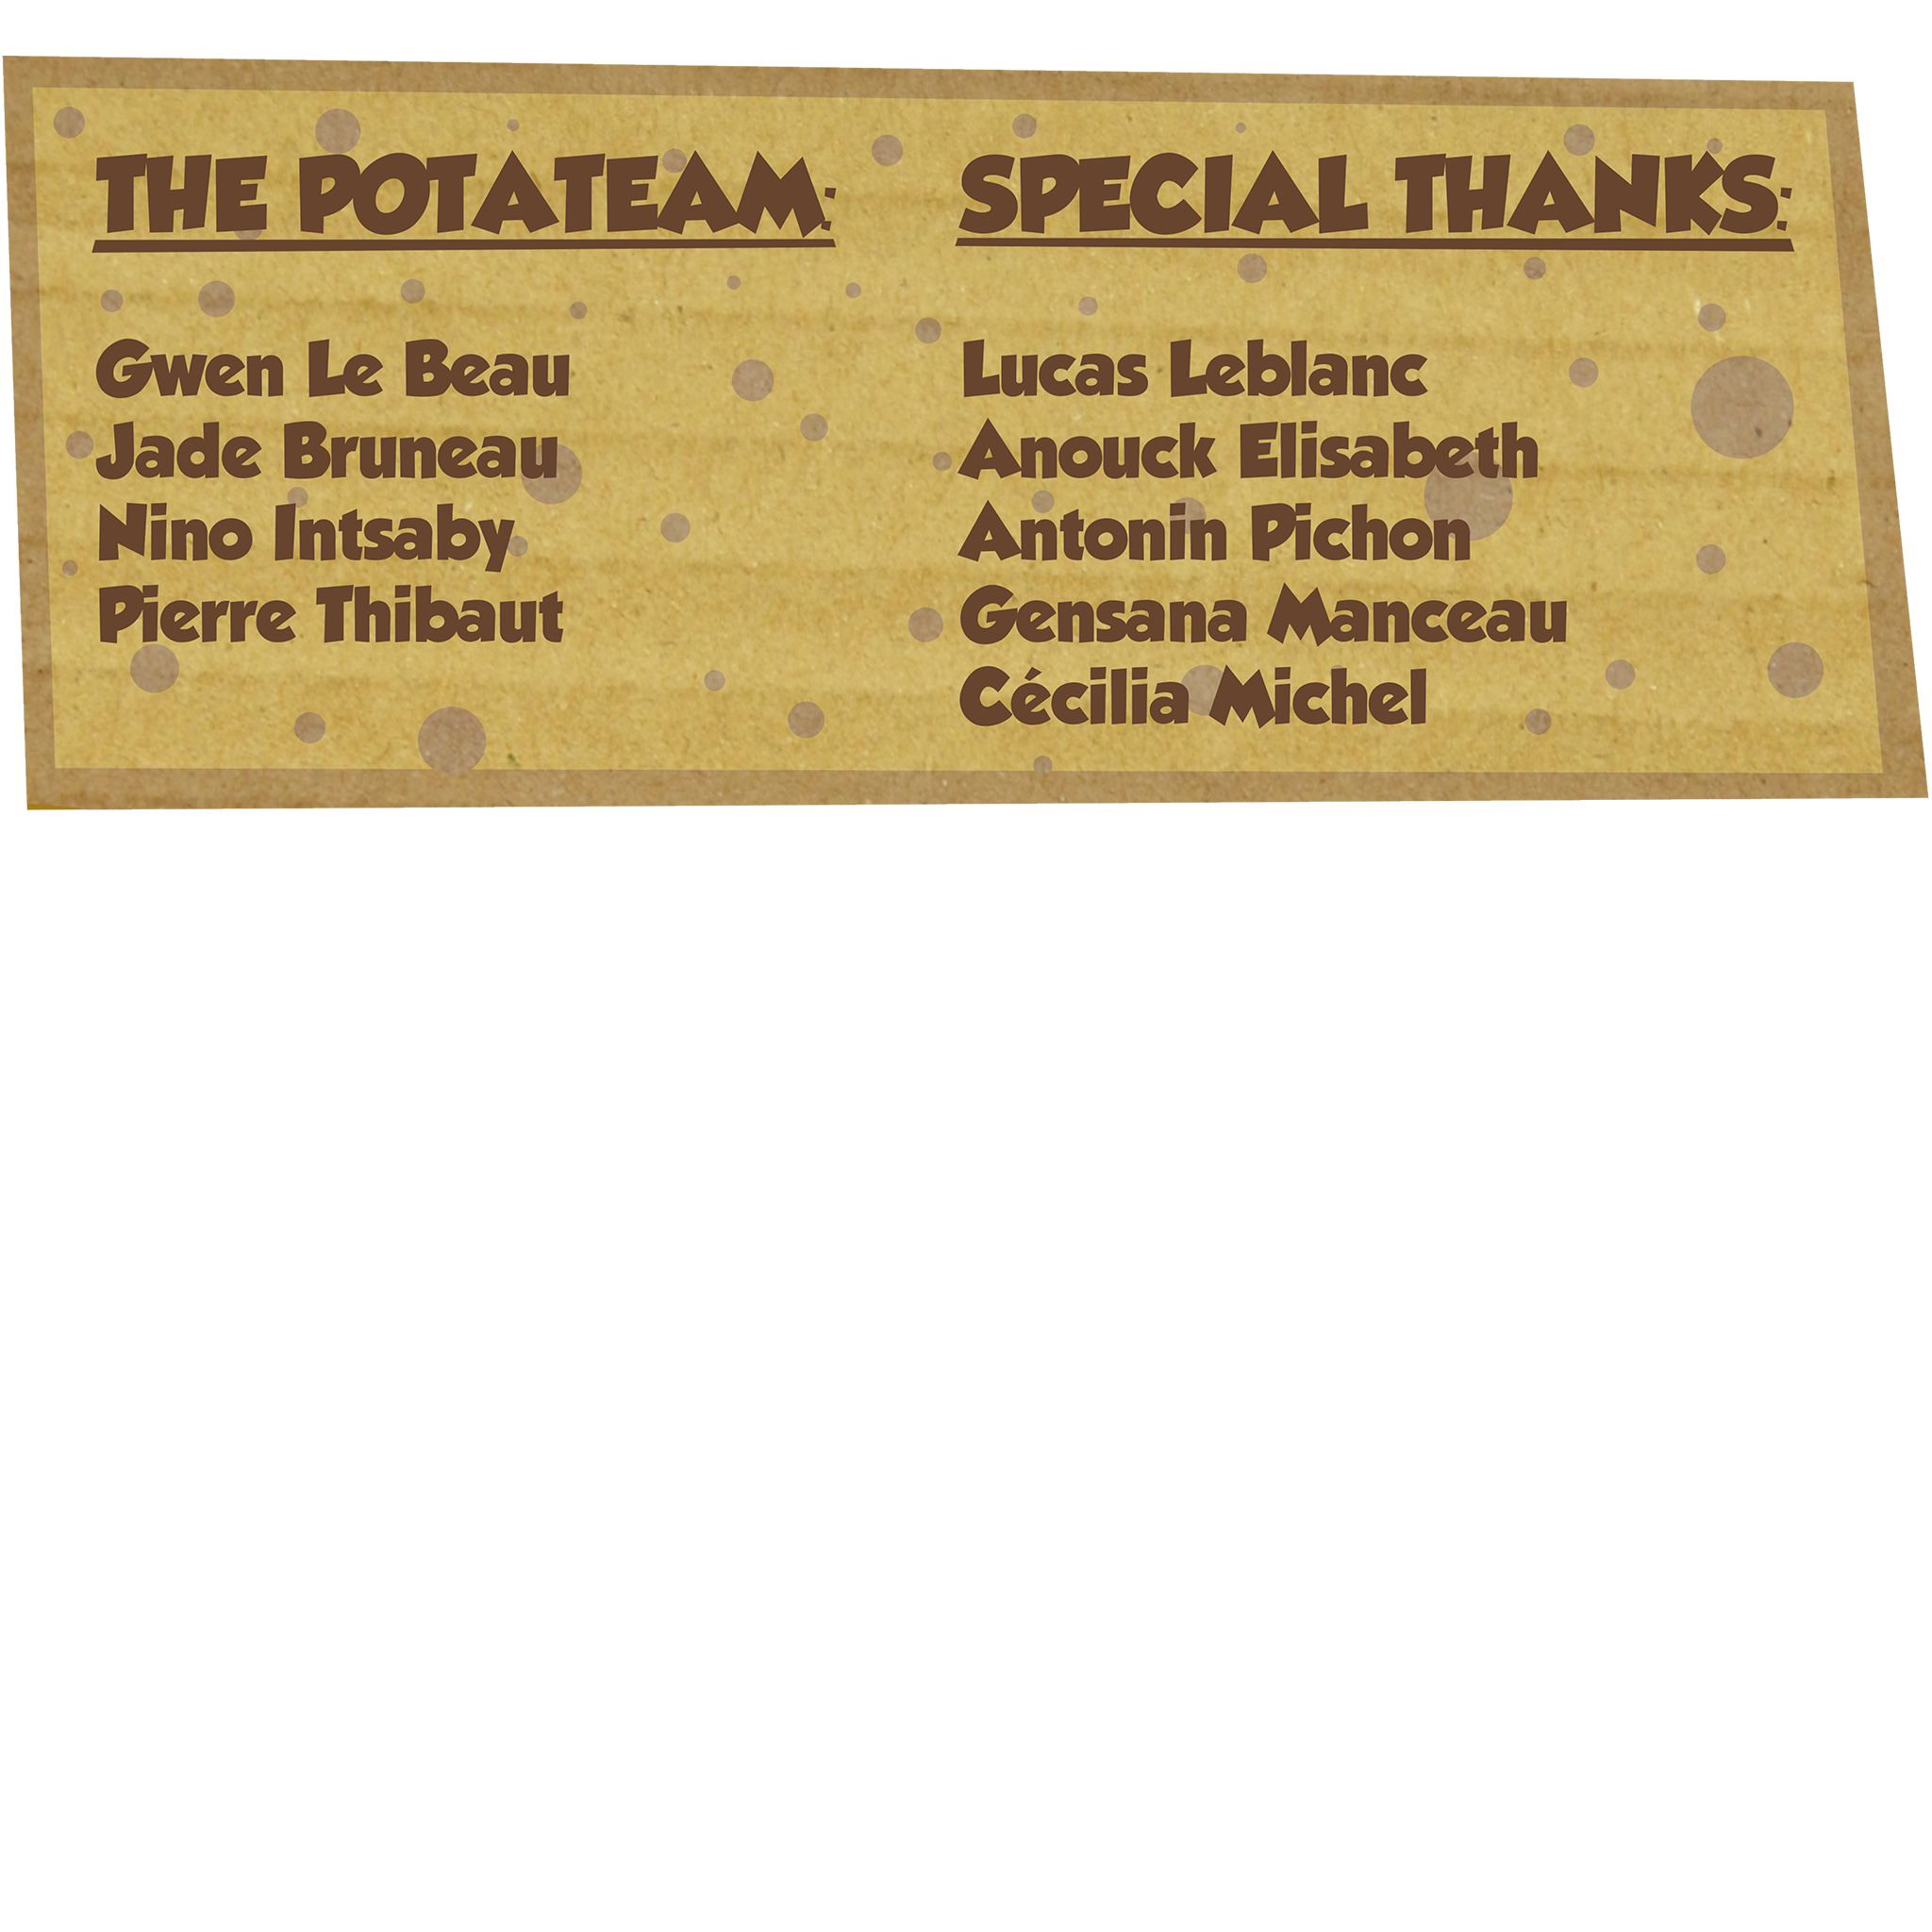 THE POTATEAM:
Gwen Le Beau
Jade Bruneau
Nino Intsaby
Pierre Thibaut
SPECIAL THANKS:
Lucas Leblanc
Anouck Elisabeth
Antonin Pichon
Gensana Manceau
Cécilia Michel